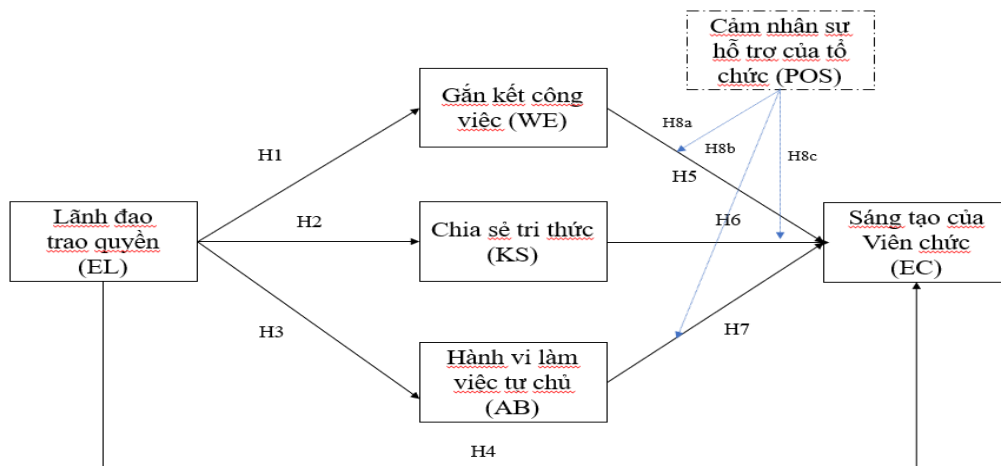 Cảm nhận sự
hỗ trợ của tổ
chức (POS)
Gắn kết công
việc (WE)
H8a
H8b
H8c
H1
H5
Lãnh đao
trao quyền
(EL)
H2
Chia sẻ tri thức
(KS)
H6
Sáng tạo của
Viên chức
(EC)
H3
H7
Hành vi làm
việc tự chủ
(AB)
H4